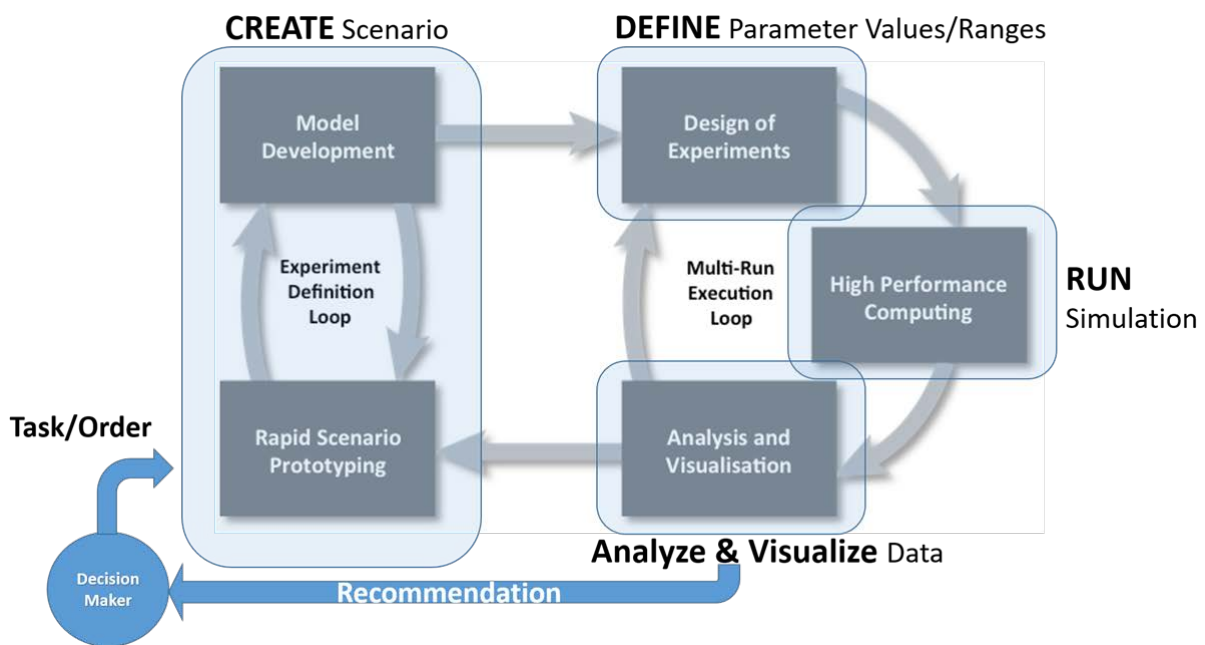 CREATE Scenario
DEFINE Parameter Values/Ranges
Model
Development
Design of
Experiments
Experiment
Definition
Loop
Multi-Run
Execution
Loop
High Performance
Computing
RUN
Simulation
Task/Order
Rapid Scenario
Prototyping
Analysis and
Visualisation
Analyze & Visualize Data
Decision
Maker
Recommendation